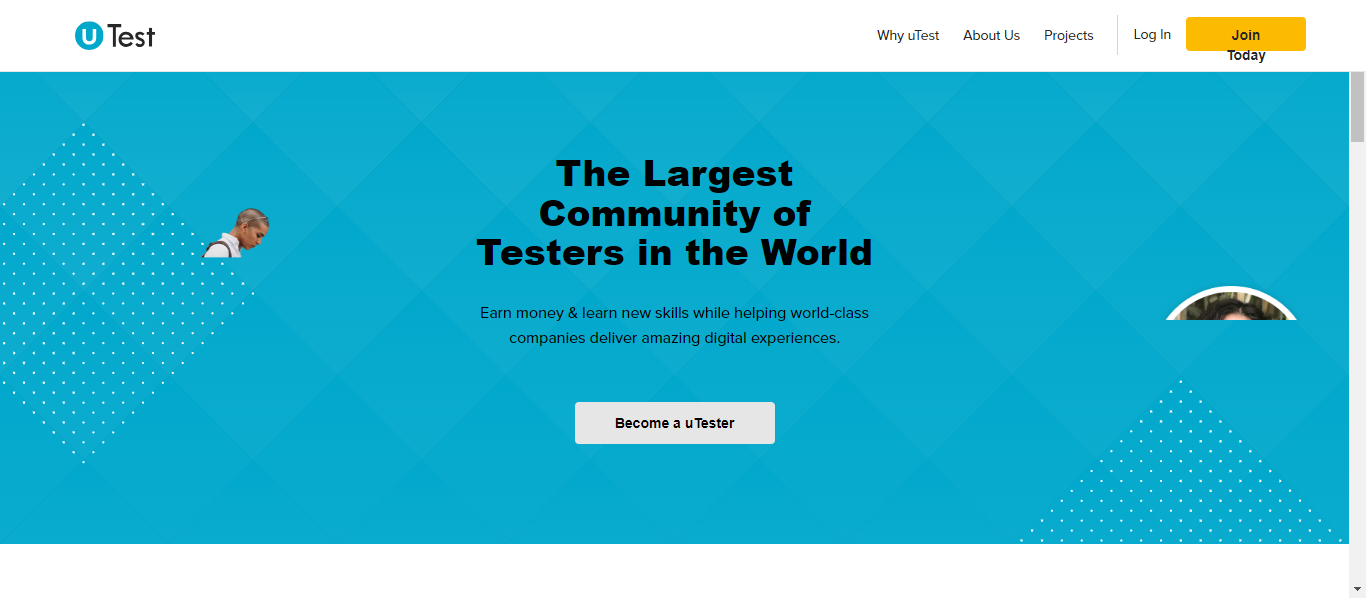 uTest
Why uTest
About Us
Projects
Log In
Join
Today
The Largest
Community of
Testers in the World
Earn money & learn new skills while helping world-class
companies deliver amazing digital experiences.
Become a uTester